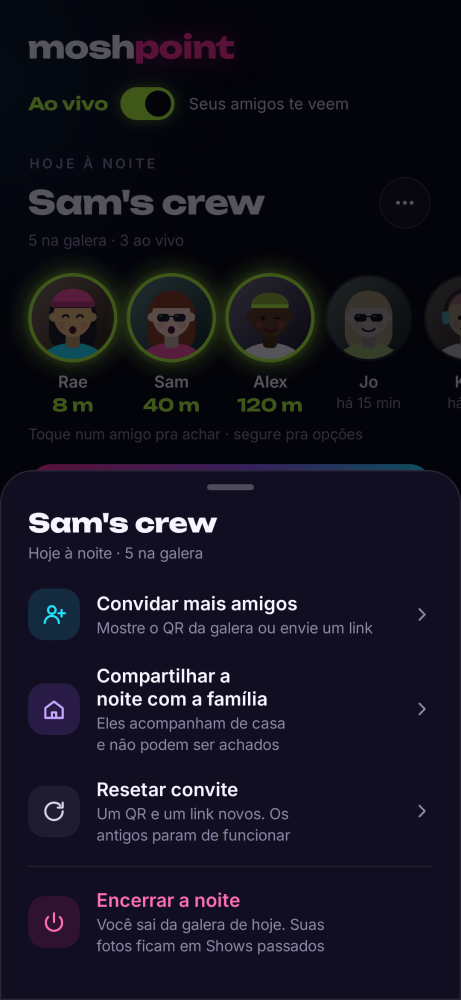 moshpoint
Ao vivo
Seus amigos te veem
HOJE À NOITE
Sam's crew
5 na galera · 3 ao vivo
Rae
Sam
Alex
Jo
K
8 m
40 m
120 m
há 15 min
há
Toque num amigo pra achar · segure pra opções
Sam's crew
Hoje à noite · 5 na galera
Convidar mais amigos
Mostre o QR da galera ou envie um link
Compartilhar a
noite com a família
Eles acompanham de casa
e não podem ser achados
Resetar convite
Um QR e um link novos. Os
antigos param de funcionar
Encerrar a noite
Você sai da galera de hoje. Suas
fotos ficam em Shows passados